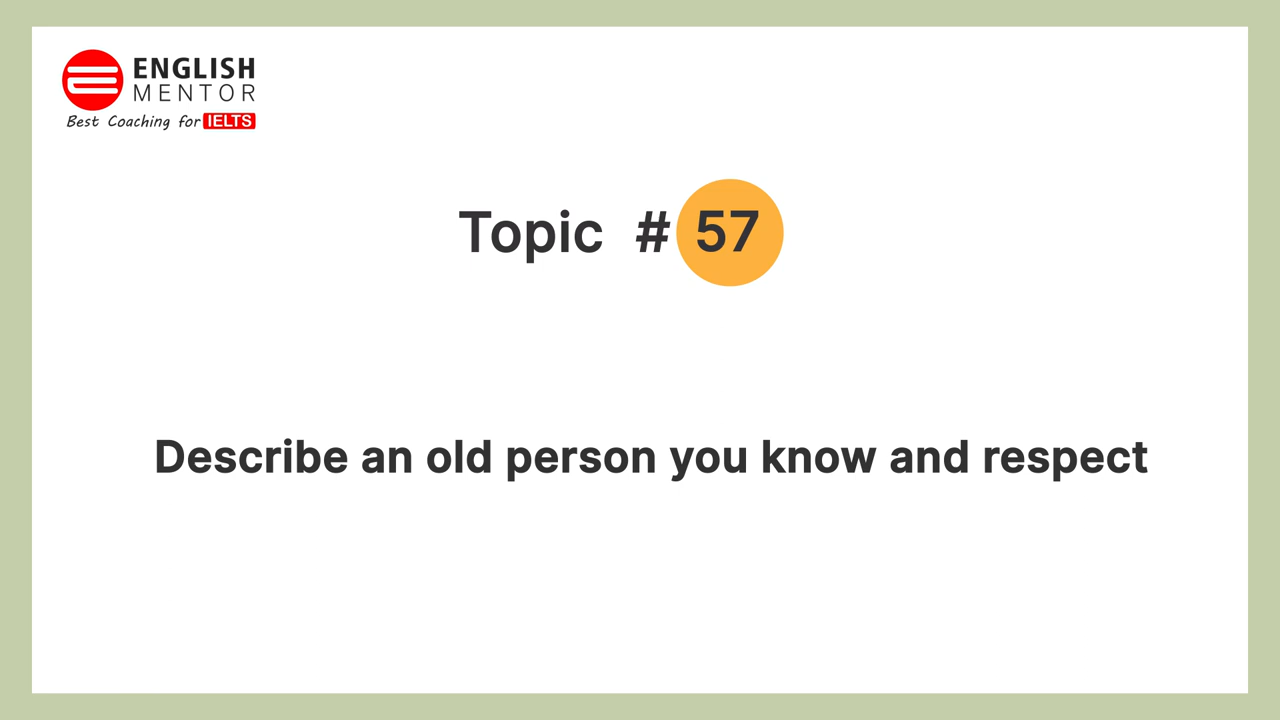 ENGLISH
MENTOR
Best Coaching for IELTS
Topic # 57
Describe an old person you know and respect